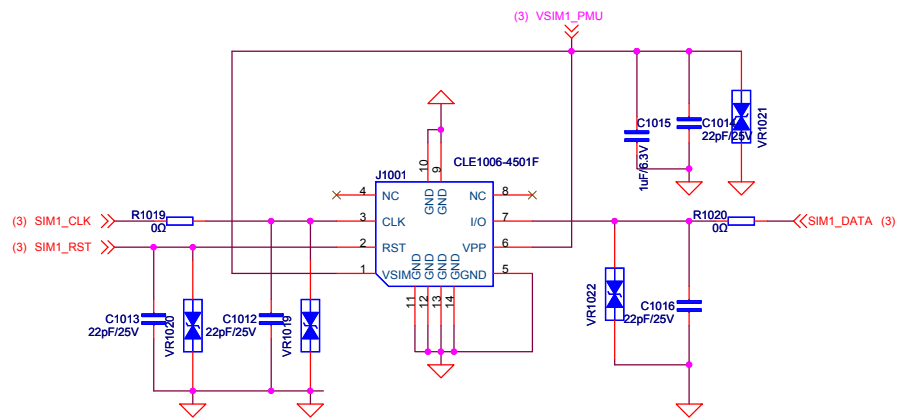 (3) VSIM1_PMU
C1015
1uF/6.3V
C1014
22pF/25V
VR1021
10
9
CLE1006-4501F
J1001
GND
GND
4
NC
NC
8
(3) SIM1_CLK
R1019
0Ω
3
CLK
I/O
7
R1020
0Ω
SIM1_DATA (3)
(3) SIM1_RST
2
RST
VPP
6
1
VSIM
GND
GND
GND
GND
GND
5
11
12
13
14
C1013
22pF/25V
VR1020
C1012
22pF/25V
VR1019
VR1022
C1016
22pF/25V